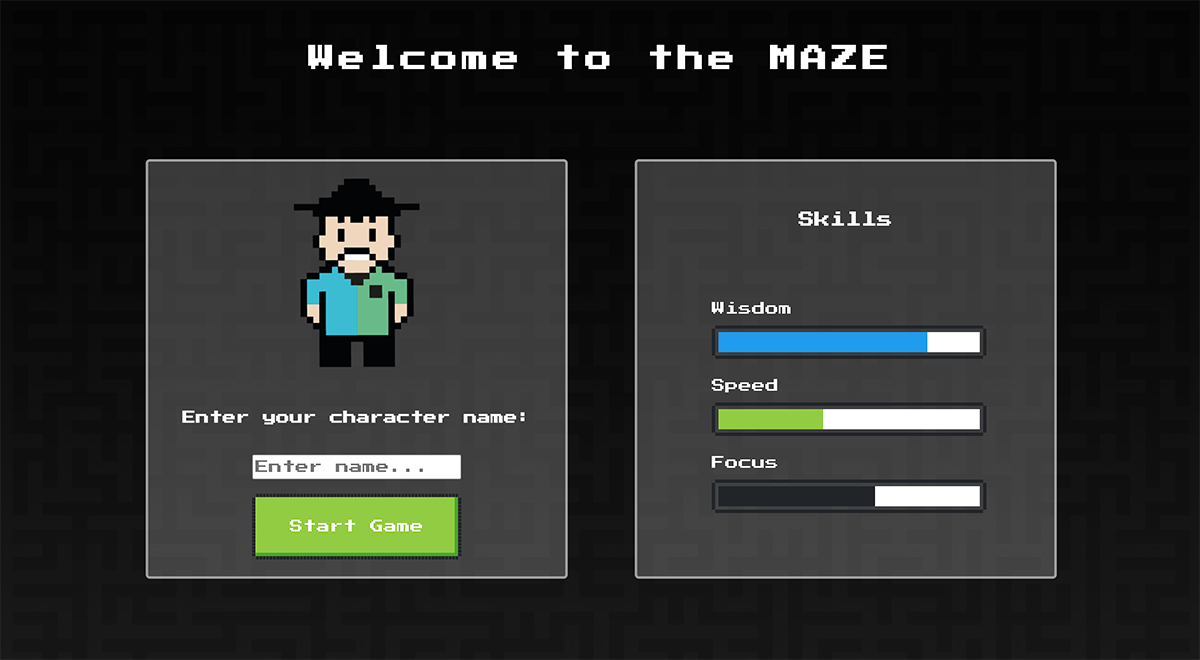 Welcome to the MAZE
Enter your character name:
Enter name...
Start Game
Skills
Wisdom
Speed
Focus